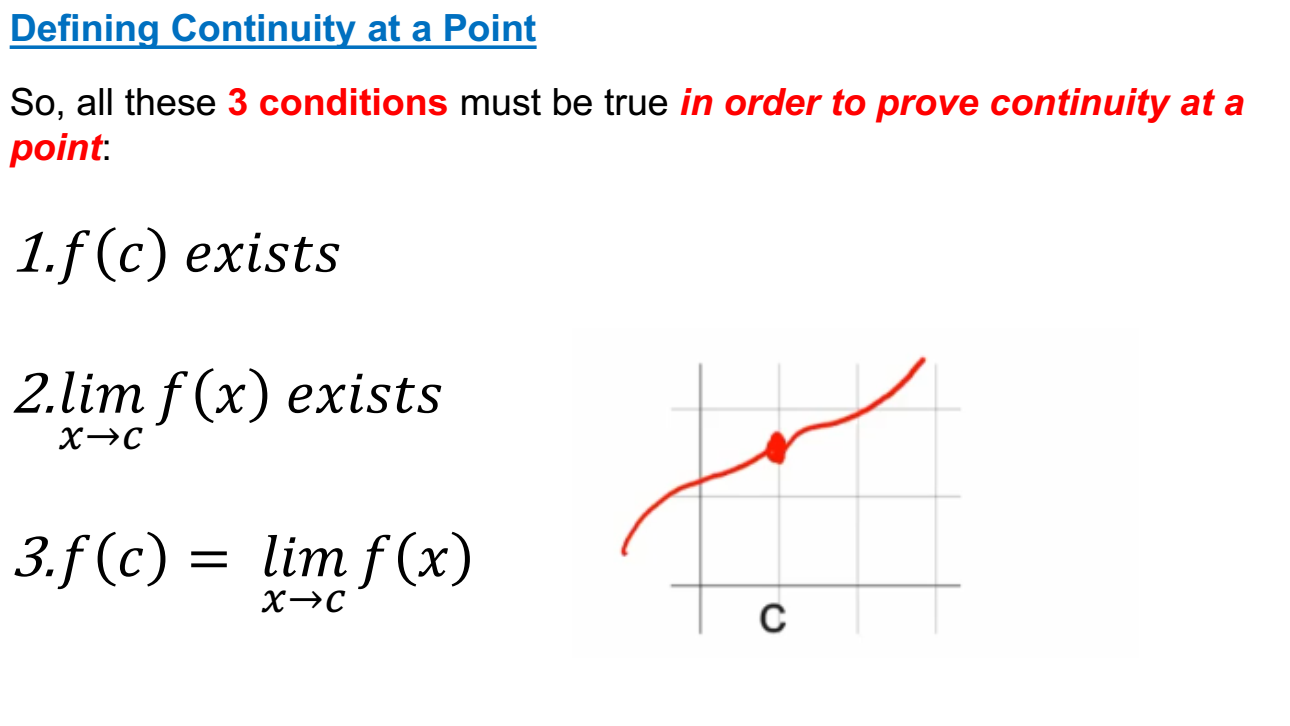 Defining Continuity at a Point
So, all these 3 conditions must be true in order to prove continuity at a
point:
1.f(c) exists
2.lim f(x) exists
x→c
3.f(c) = lim f(x)
x→c
C